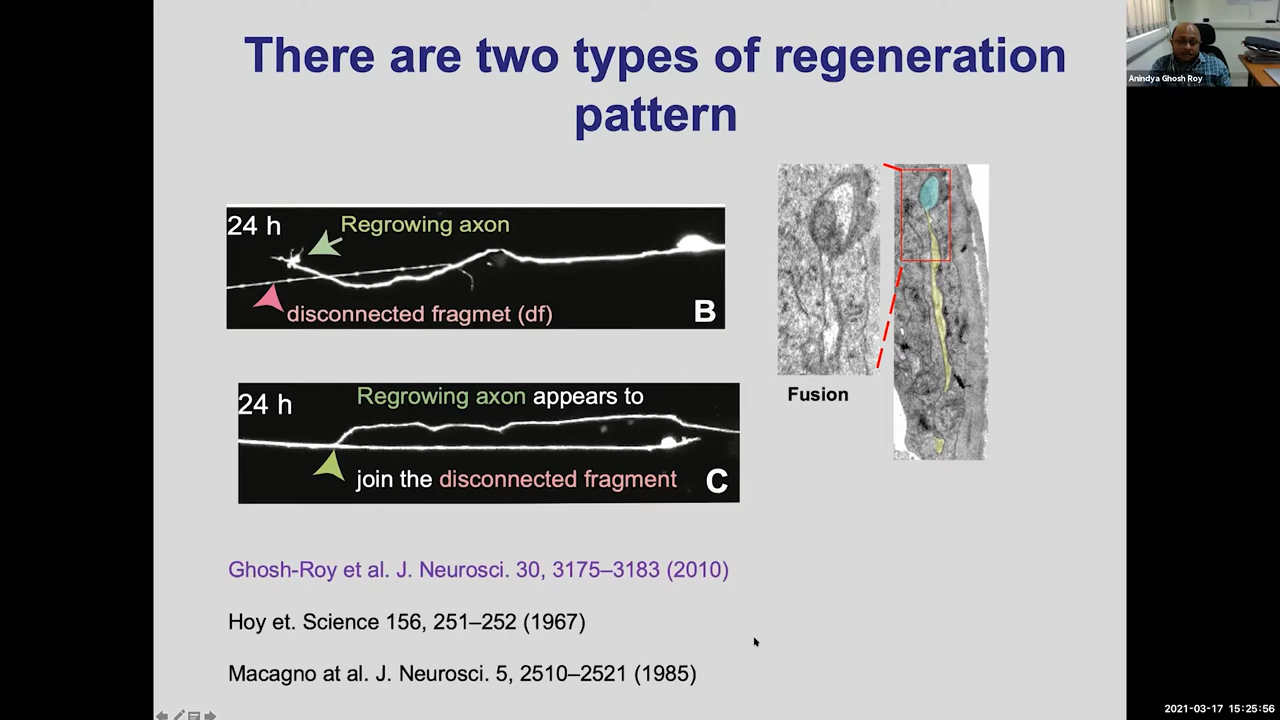 There are two types of regeneration
pattern
Anindya Ghosh Roy
24 h
Regrowing axon
disconnected fragmet (df)
B
Fusion
24 h
Regrowing axon appears to
join the disconnected fragment
C
Ghosh-Roy et al. J. Neurosci. 30, 3175–3183 (2010)
Hoy et. Science 156, 251–252 (1967)
Macagno at al. J. Neurosci. 5, 2510–2521 (1985)
2021-03-17 15:25:56